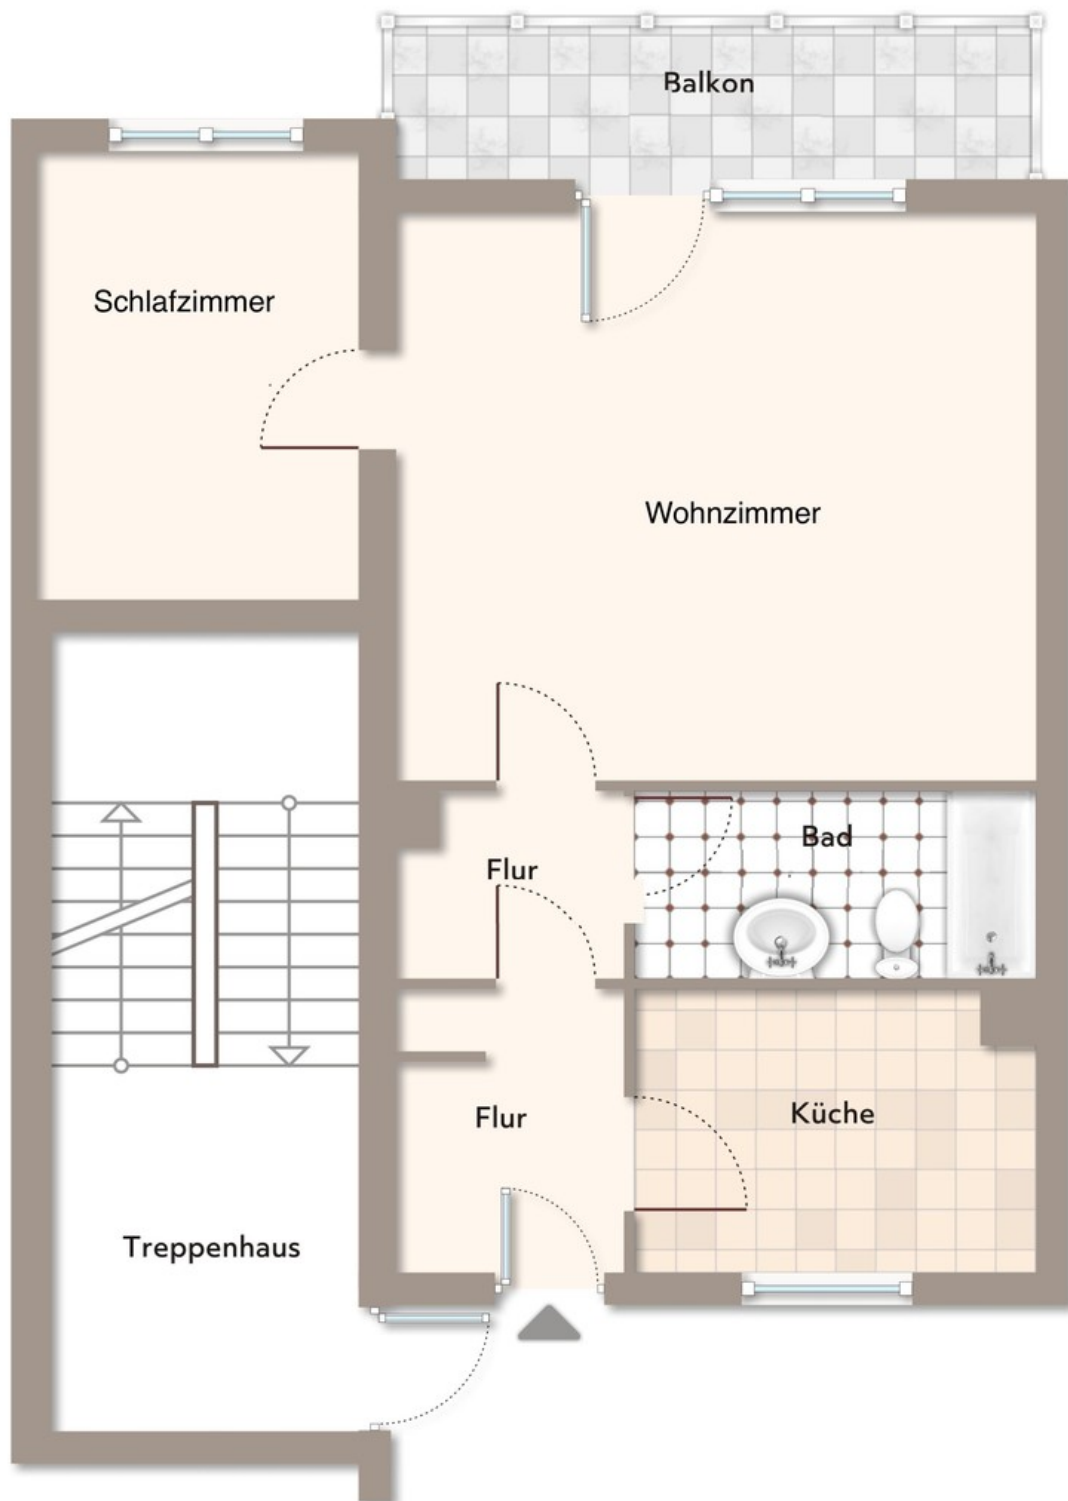 Balkon
Schlafzimmer
Wohnzimmer
Bad
Flur
Küche
Flur
Treppenhaus